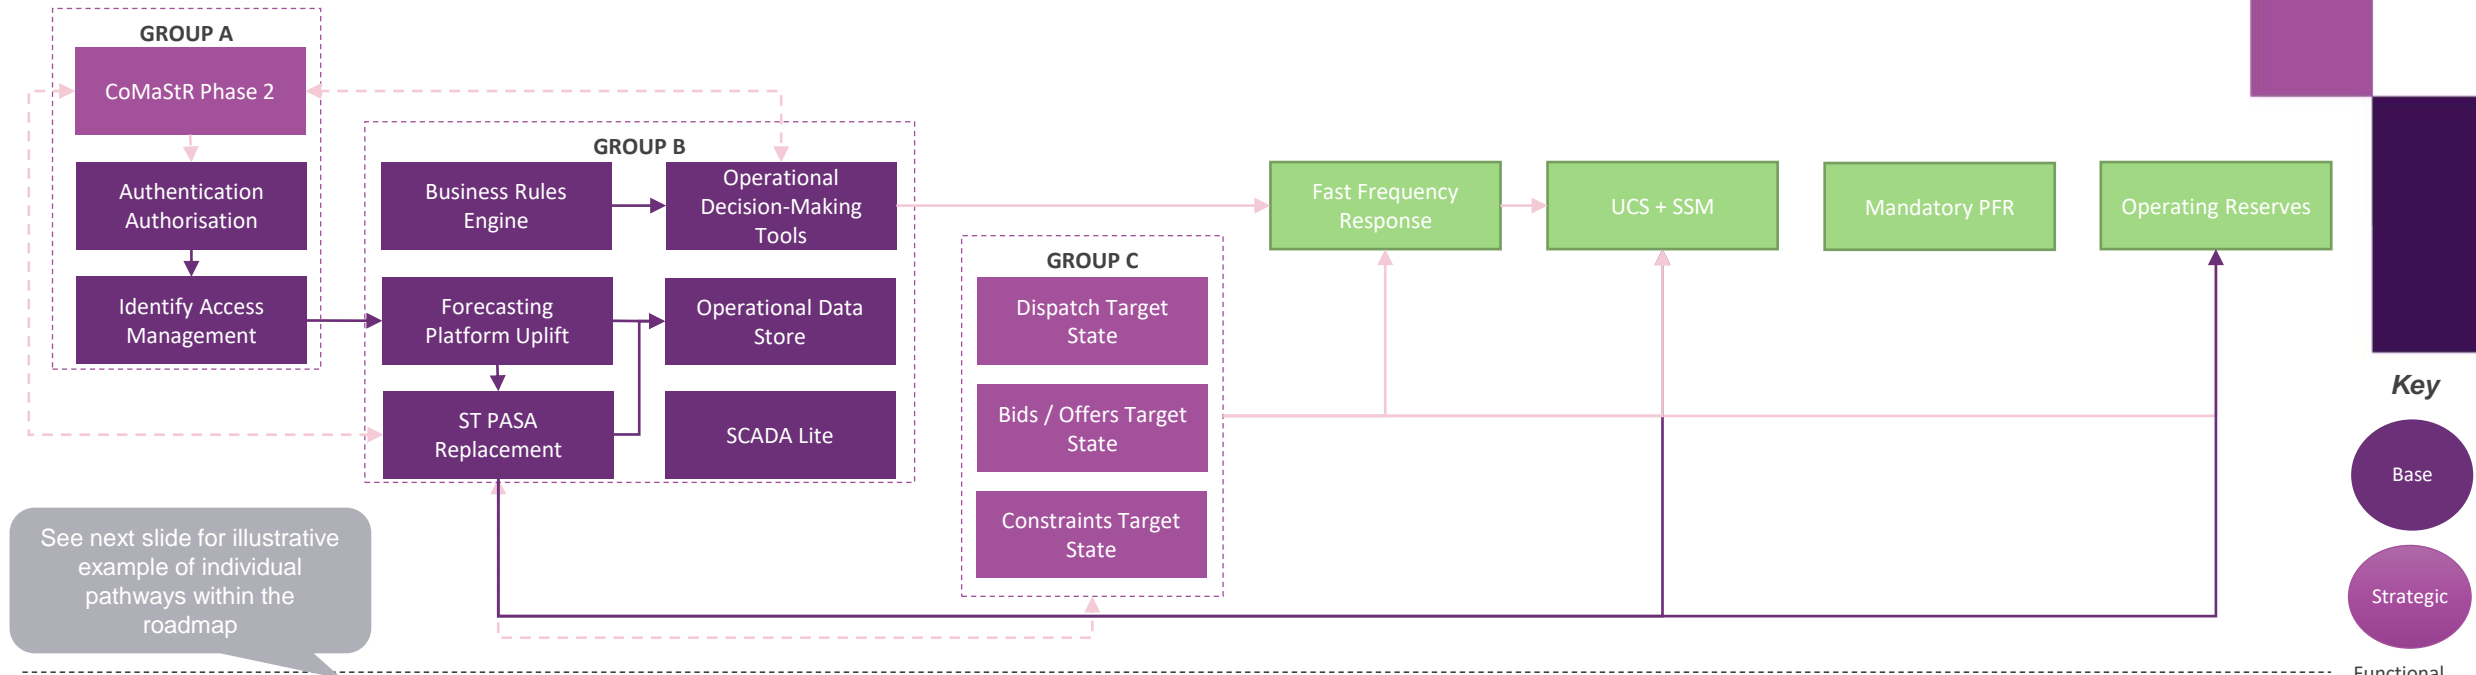 GROUP A
CoMaStR Phase 2
Authentication
Authorisation
Identify Access
Management
GROUP B
Business Rules
Engine
Operational
Decision-Making
Tools
Forecasting
Platform Uplift
Operational Data
Store
ST PASA
Replacement
SCADA Lite
GROUP C
Dispatch Target
State
Bids / Offers Target
State
Constraints Target
State
Fast Frequency
Response
UCS + SSM
Mandatory PFR
Operating Reserves
Key
Base
Strategic
Functional
See next slide for illustrative
example of individual
pathways within the
roadmap